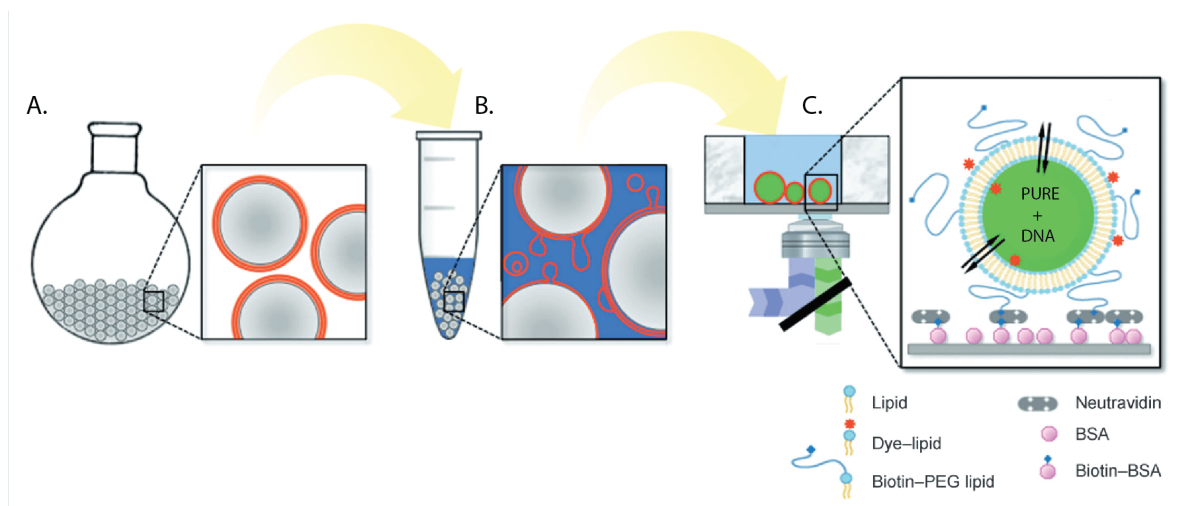 A.
B.
C.
PURE
+
DNA
Lipid
Dye–lipid
Biotin–PEG lipid
Neutravidin
BSA
Biotin–BSA